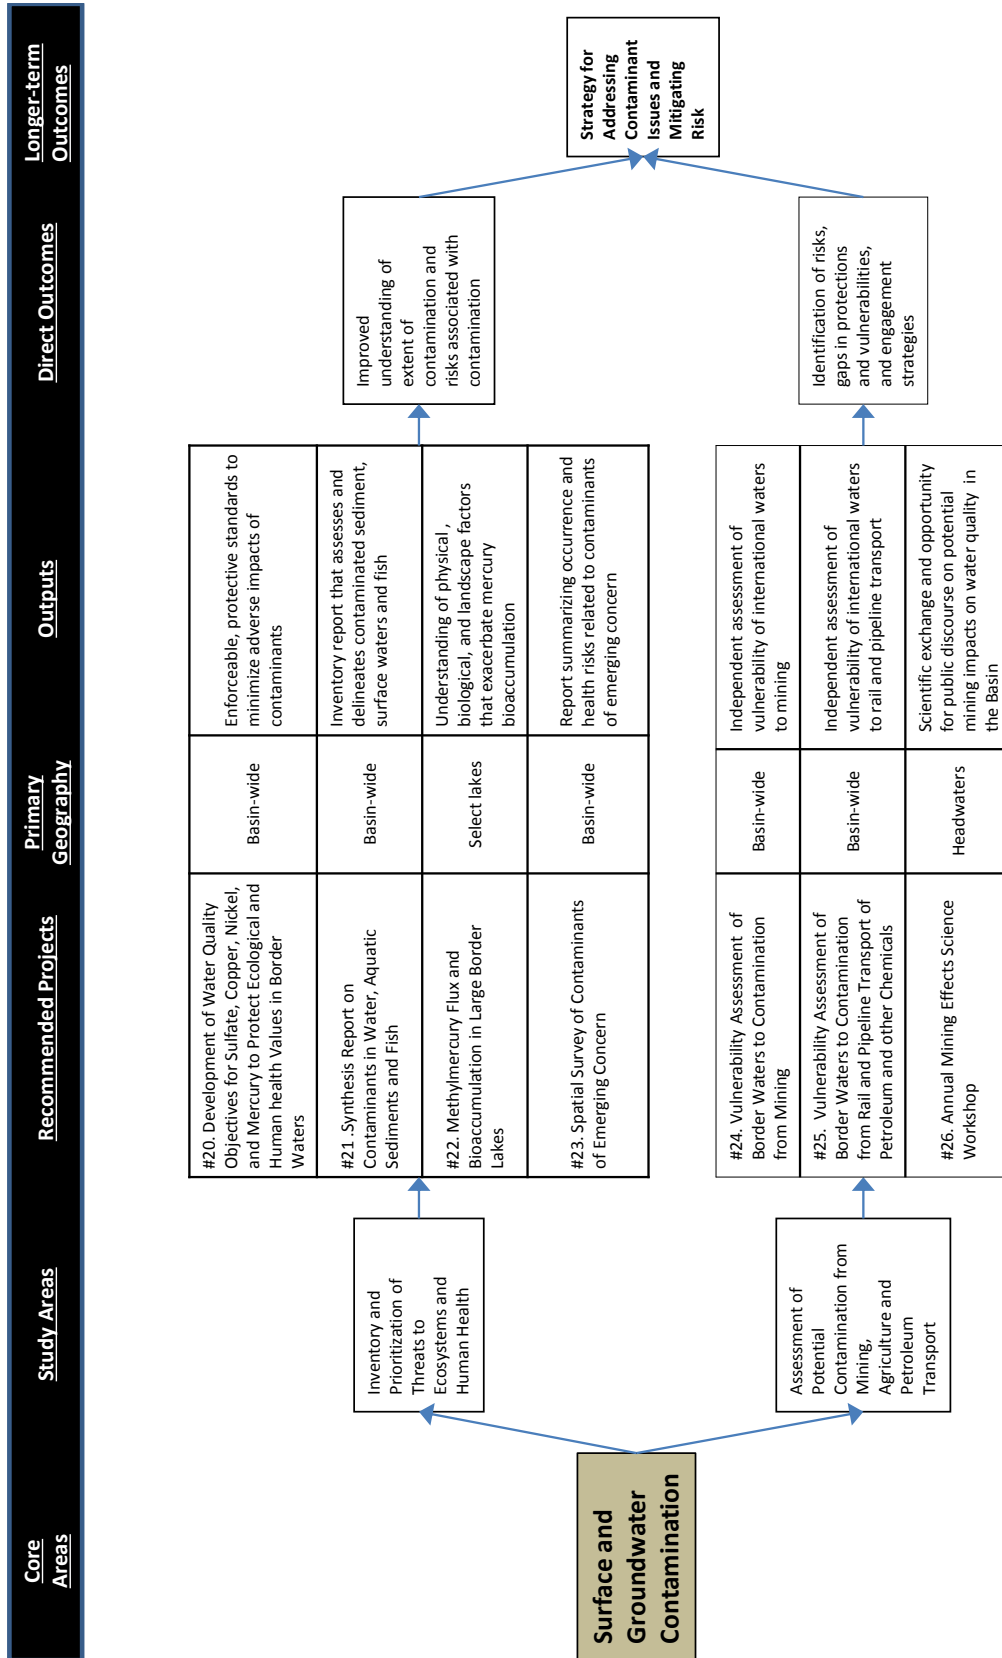 Core
Areas
Study Areas
Recommended Projects
Primary
Geography
Outputs
Direct Outcomes
Longer-term
Outcomes
Surface and
Groundwater
Contamination
Inventory and
Prioritization of
Threats to
Ecosystems and
Human Health
#20. Development of Water Quality
Objectives for Sulfate, Copper, Nickel,
and Mercury to Protect Ecological and
Human health Values in Border
Waters
Basin-wide
Enforceable, protective standards to
minimize adverse impacts of
contaminants
#21 .Synthesis Report on
Contaminants in Water, Aquatic
Sediments and Fish
Basin-wide
Inventory report that assesses and
delineates contaminated sediment,
surface waters and fish
#22. Methylmercury Flux and
Bioaccumulation in Large Border
Lakes
Select lakes
Understanding of physical ,
biological, and landscape factors
that exacerbate mercury
bioaccumulation
#23. Spatial Survey of Contaminants
of Emerging Concern
Basin-wide
Report summarizing occurrence and
health risks related to contaminants
of emerging concern
Improved
understanding of
extent of
contamination and
risks associated with
contamination
Assessment of
Potential
Contamination from
Mining,
Agriculture and
Petroleum
Transport
#24. Vulnerability Assessment of
Border Waters to Contamination
from Mining
Basin-wide
Independent assessment of
vulnerability of international waters
to mining
#25. Vulnerability Assessment of
Border Waters to Contamination
from Rail and Pipeline Transport of
Petroleum and other Chemicals
Basin-wide
Independent assessment of
vulnerability of international waters
to rail and pipeline transport
#26. Annual Mining Effects Science
Workshop
Headwaters
Scientific exchange and opportunity
for public discourse on potential
mining impacts on water quality in
the Basin
Identification of risks,
gaps in protections
and vulnerabilities,
and engagement
strategies
Strategy for
Addressing
Contaminant
Issues and
Mitigating
Risk